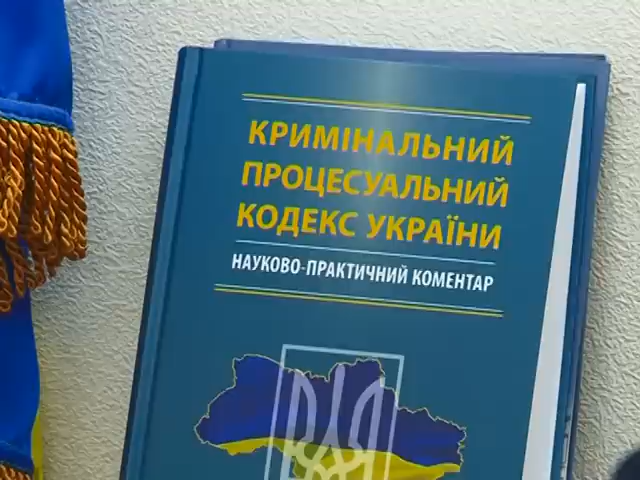 КРИМІНАЛЬНИЙ
ПРОЦЕСУАЛЬНИЙ
КОДЕКС УКРАЇНИ
НАУКОВО-ПРАКТИЧНИЙ КОМЕНТАР